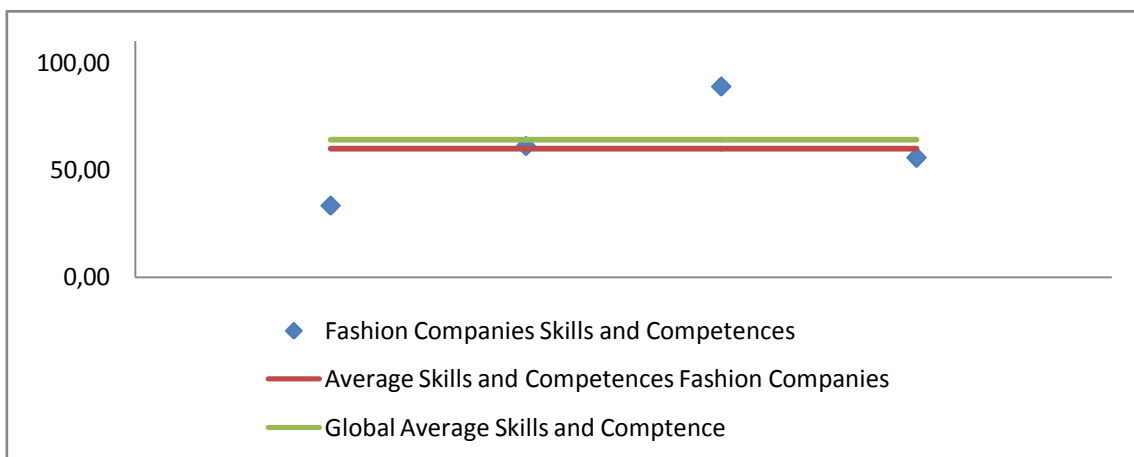 100,00
50,00
0,00
Fashion Companies Skills and Competences
Average Skills and Competences Fashion Companies
Global Average Skills and Comptence